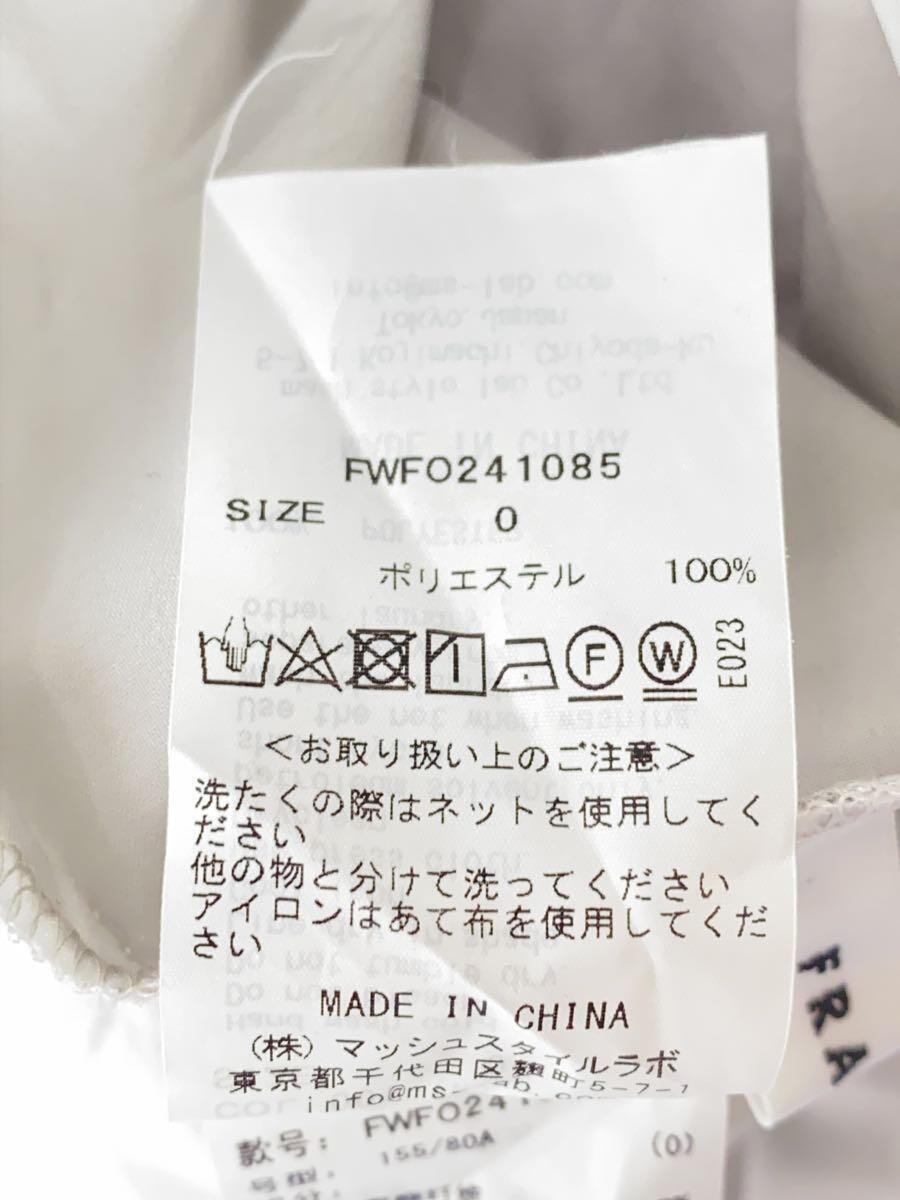 FWFO241085
SIZE 0
ポリエステル 100%
F W E023
<お取り扱い上のご注意>
洗たくの際はネットを使用してく
ださい
他の物と分けて洗ってください
アイロンはあて布を使用してくだ
さい
MADE IN CHINA
(株) マッシュスタイルラボ
東京都千代田区麹町5-7-1
info@ms-
款号: FWFO241
号型: 155/80A (0)
FRA